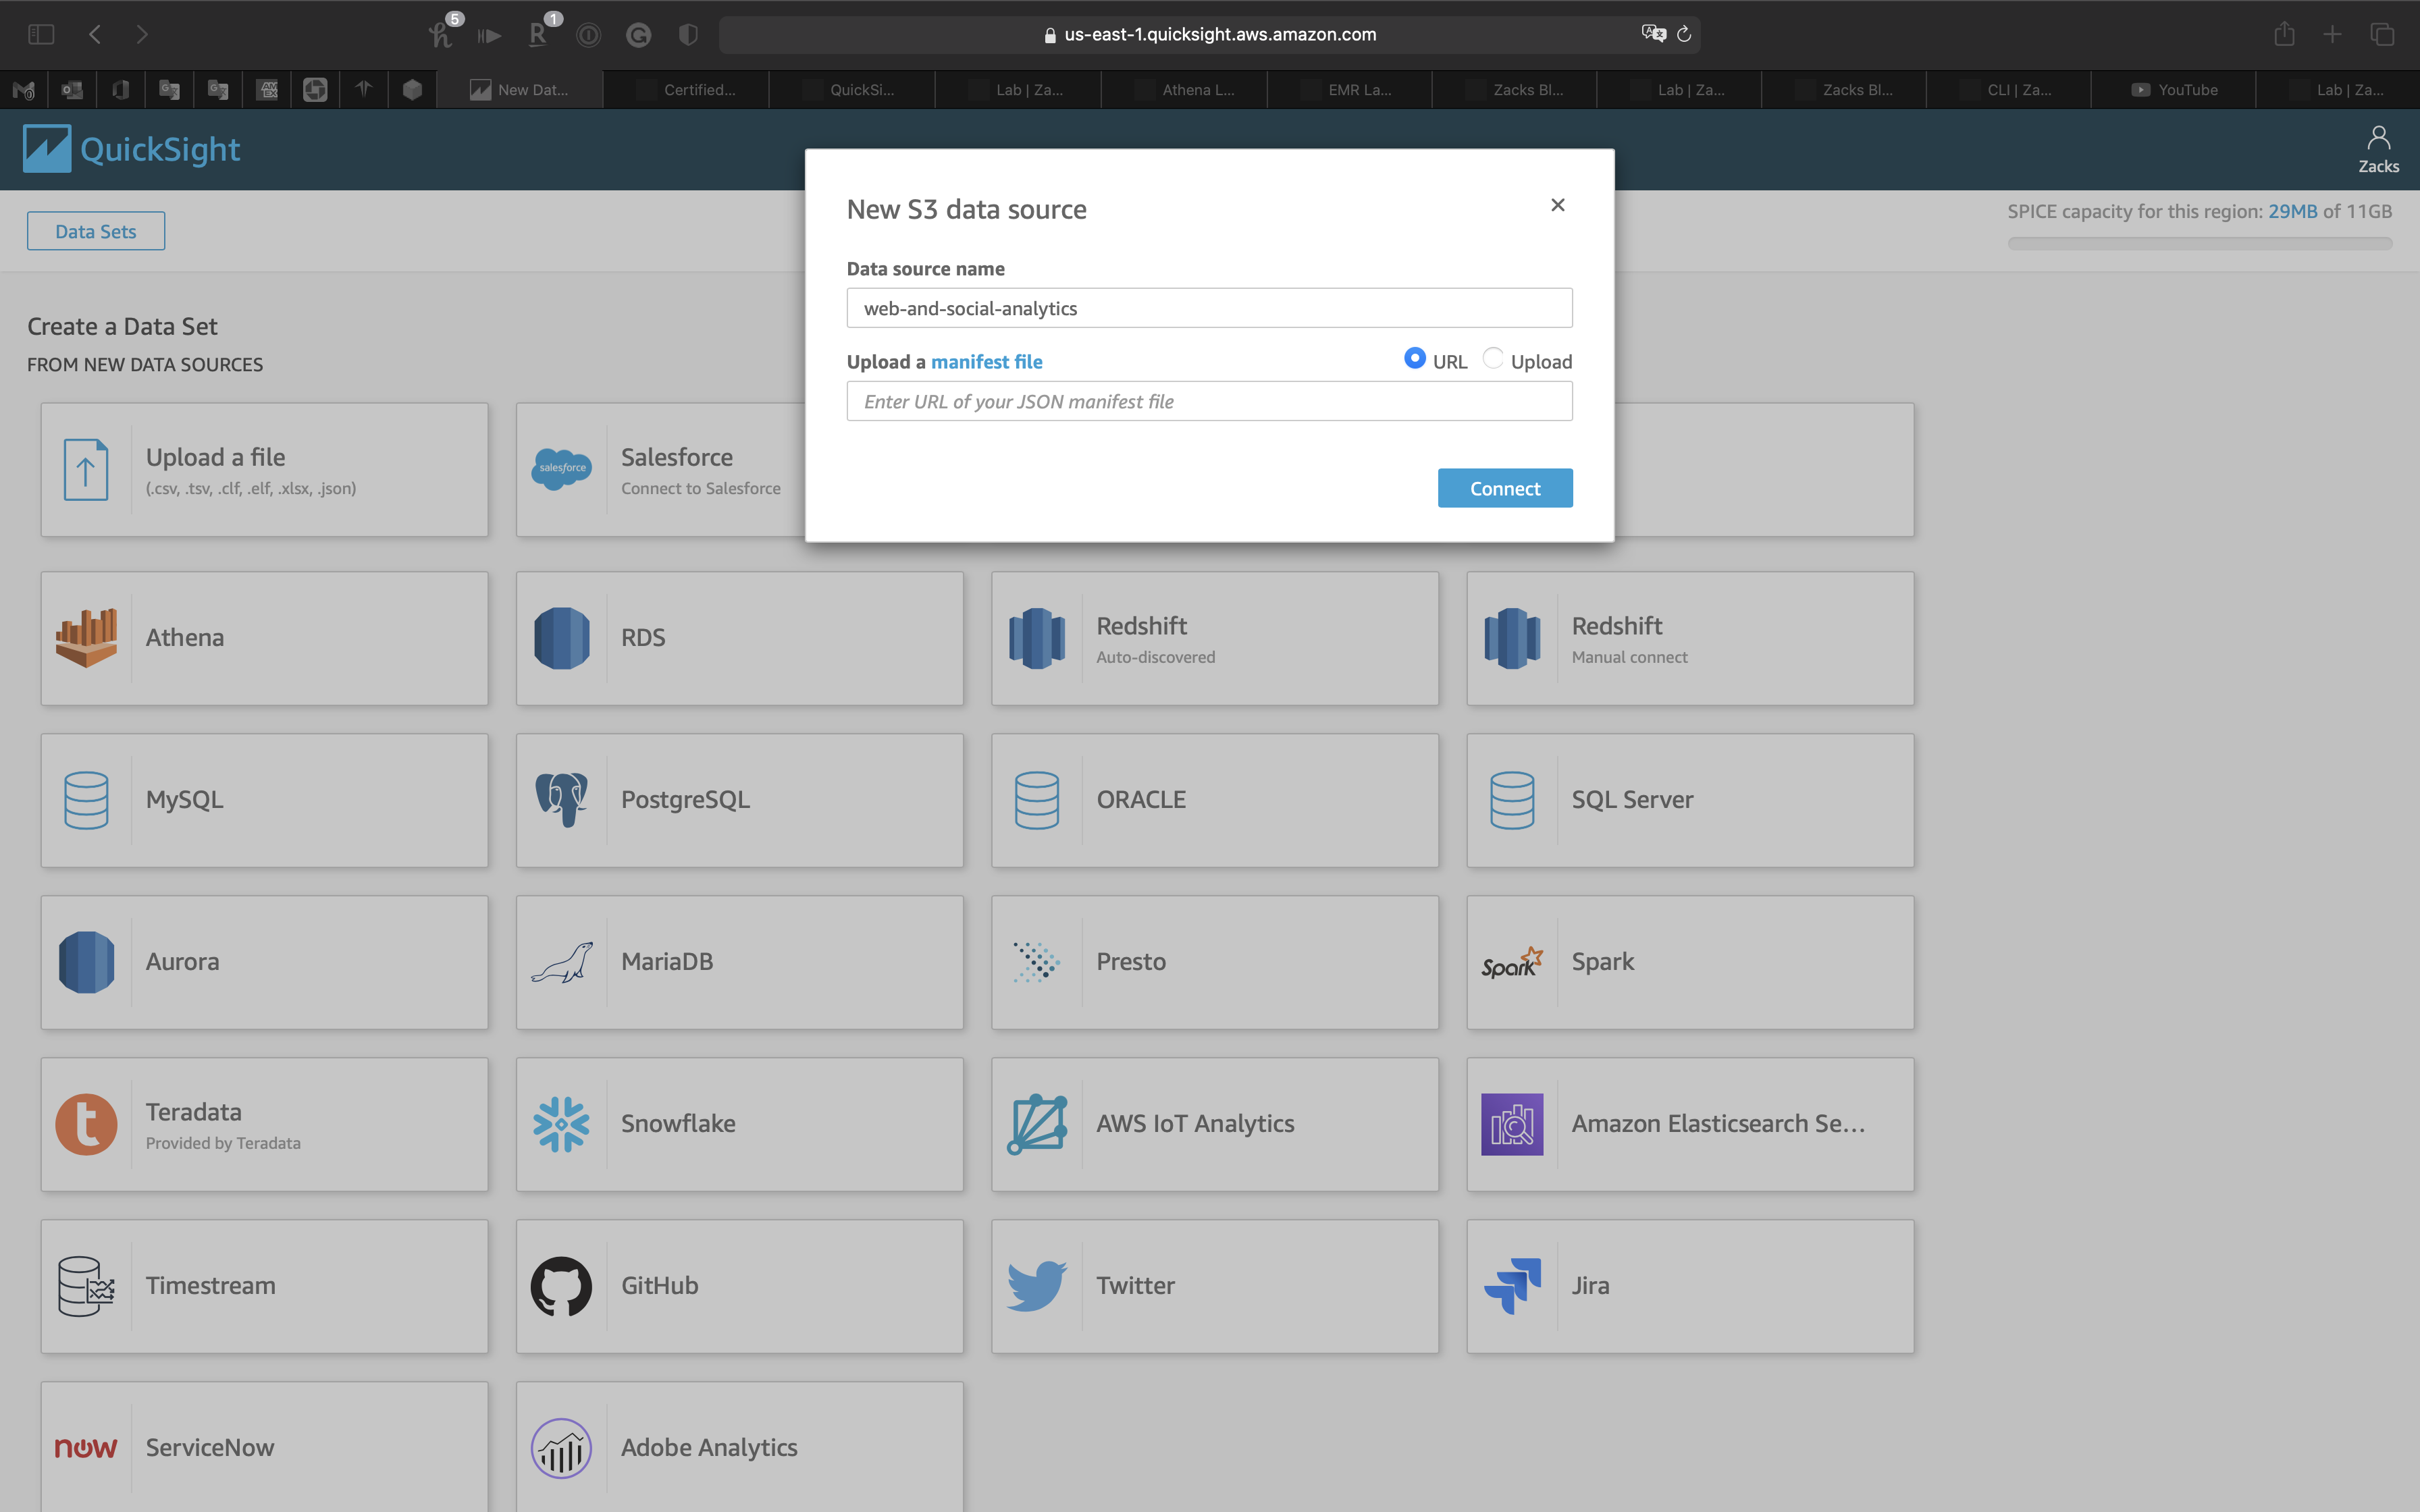 5
1
us-east-1.quicksight.aws.amazon.com
New Dat...
Certified...
QuickSi...
Lab | Za...
Athena L...
EMR La...
Zacks Bl...
Lab | Za...
Zacks Bl...
CLI | Za...
YouTube
Lab | Za...
QuickSight
Zacks
Data Sets
SPICE capacity for this region: 29MB of 11GB
New S3 data source
Data source name
web-and-social-analytics
Upload a manifest file
URL
Upload
Enter URL of your JSON manifest file
Connect
Create a Data Set
FROM NEW DATA SOURCES
Upload a file
(.csv, .tsv, .clf, .elf, .xlsx, .json)
salesforce
Salesforce
Connect to Salesforce
Athena
RDS
Redshift
Auto-discovered
Redshift
Manual connect
MySQL
PostgreSQL
ORACLE
SQL Server
Aurora
MariaDB
Presto
Spark
Spark
t
Teradata
Provided by Teradata
Snowflake
AWS IoT Analytics
Amazon Elasticsearch Se...
Timestream
GitHub
Twitter
Jira
now
ServiceNow
Adobe Analytics